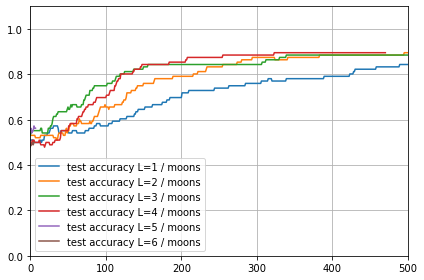 1.0
0.8
0.6
0.4
0.2
0.0
test accuracy L=1 / moons
test accuracy L=2 / moons
test accuracy L=3 / moons
test accuracy L=4 / moons
test accuracy L=5 / moons
test accuracy L=6 / moons
0 100 200 300 400 500